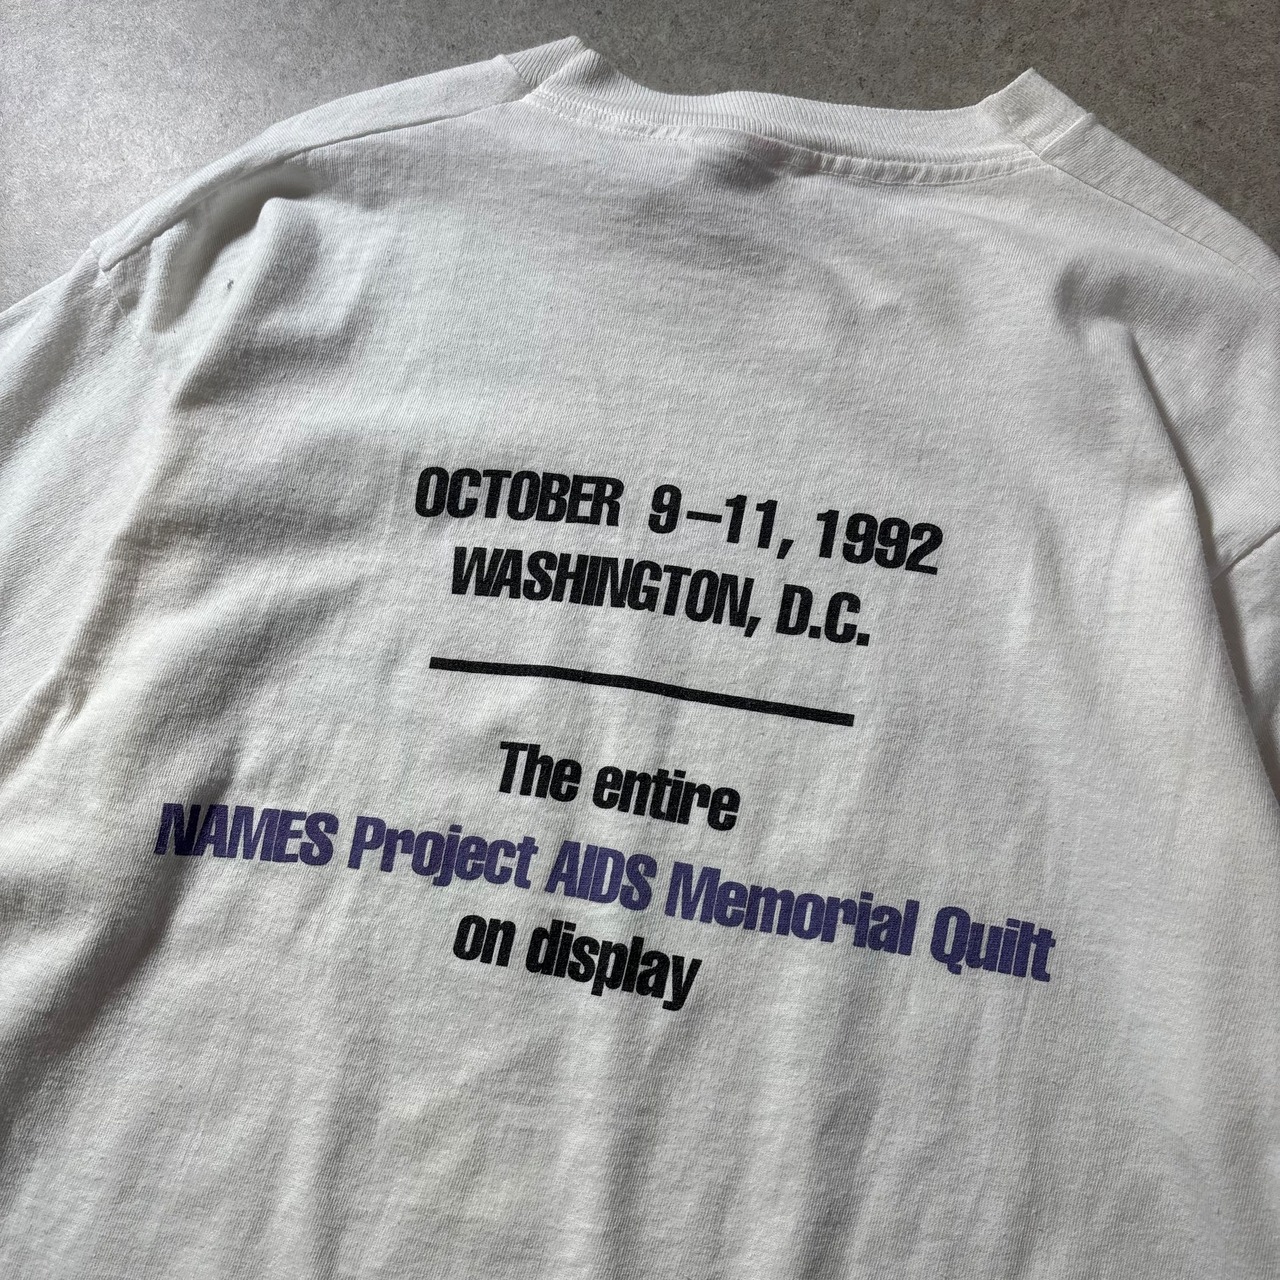 OCTOBER 9–11, 1992
WASHINGTON, D.C.
The entire
NAMES Project AIDS Memorial Quilt
on display